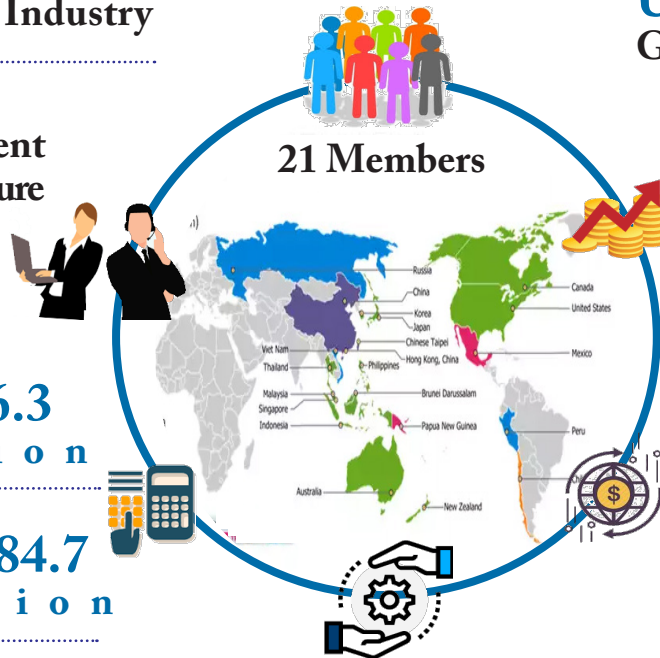 Industry
21 Members
ent
ure
Russia
China
Korea
Japan
Chinese Taipei
Hong Kong, China
Viet Nam
Thailand
Philippines
Malaysia
Singapore
Indonesia
Brunei Darussalam
Papua New Guinea
Australia
New Zealand
Canada
United States
Mexico
Peru
6.3
i o n
84.7
i o n
$
G